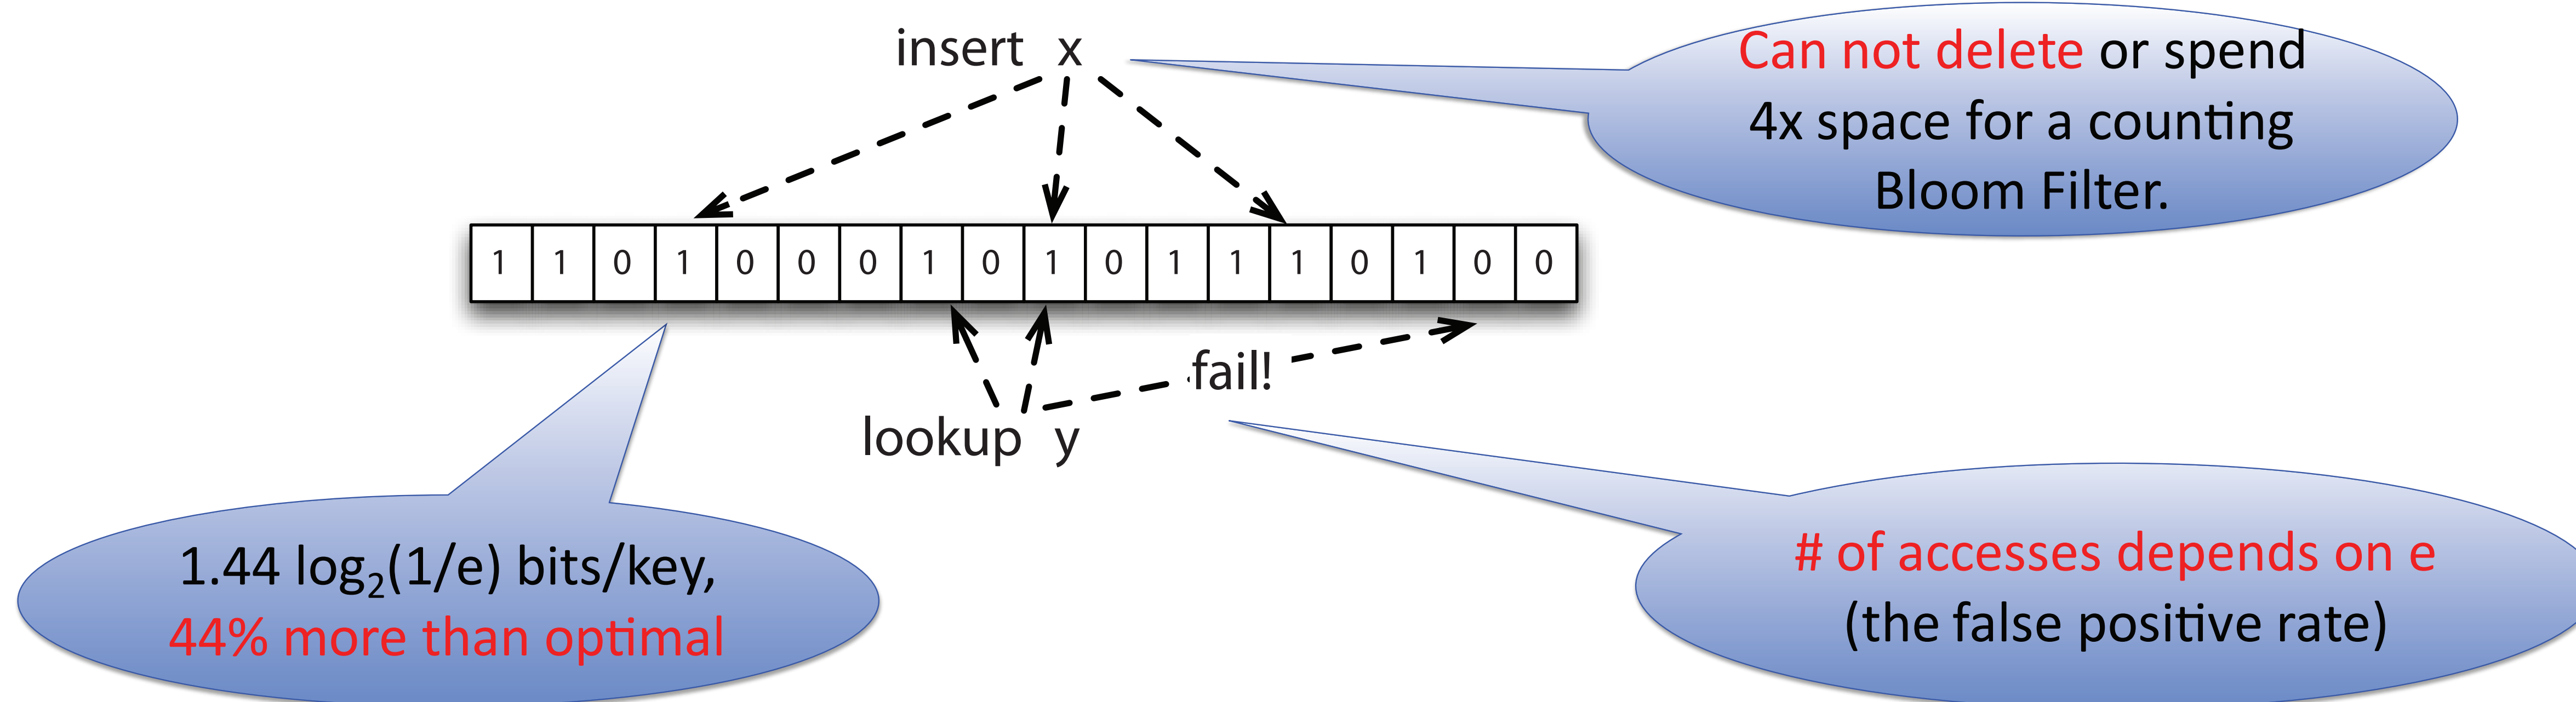 insert x
Can not delete or spend
4x space for a counting
Bloom Filter.
1 1 0 1 0 0 0 1 0 1 0 1 1 1 0 1 0 0
fail!
lookup y
1.44 log₂(1/e) bits/key,
44% more than optimal
# of accesses depends on e
(the false positive rate)